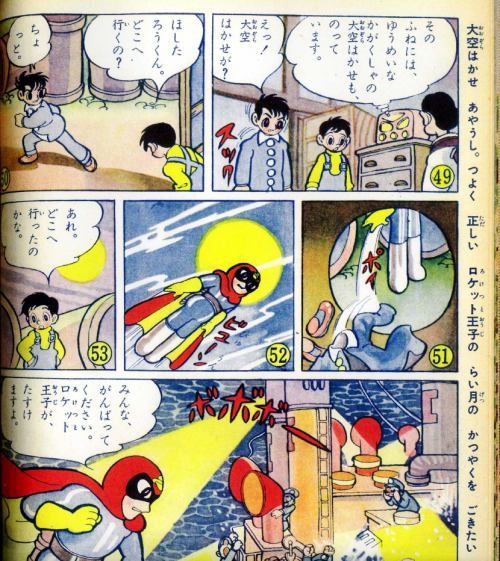 その
ふねには、
ゆうめいな
かがくしゃの
大空はかせも、
のって
います。
えっ！
大空
はかせが？
スック
49
ほした
ろうくん。
どこへ
行くの？
ちょ
っと。
50
ポイ
51
ビューン
52
あれ。
どこへ
行ったの
かな。
53
みんな、
がんばって
ください。
ロケット
王子が
たすけ
ますよ。
ボボボーッ
大空はかせ　あやうし。つよく　正しい　ロケット王子の　らい月の　かつやくを　ごきたい